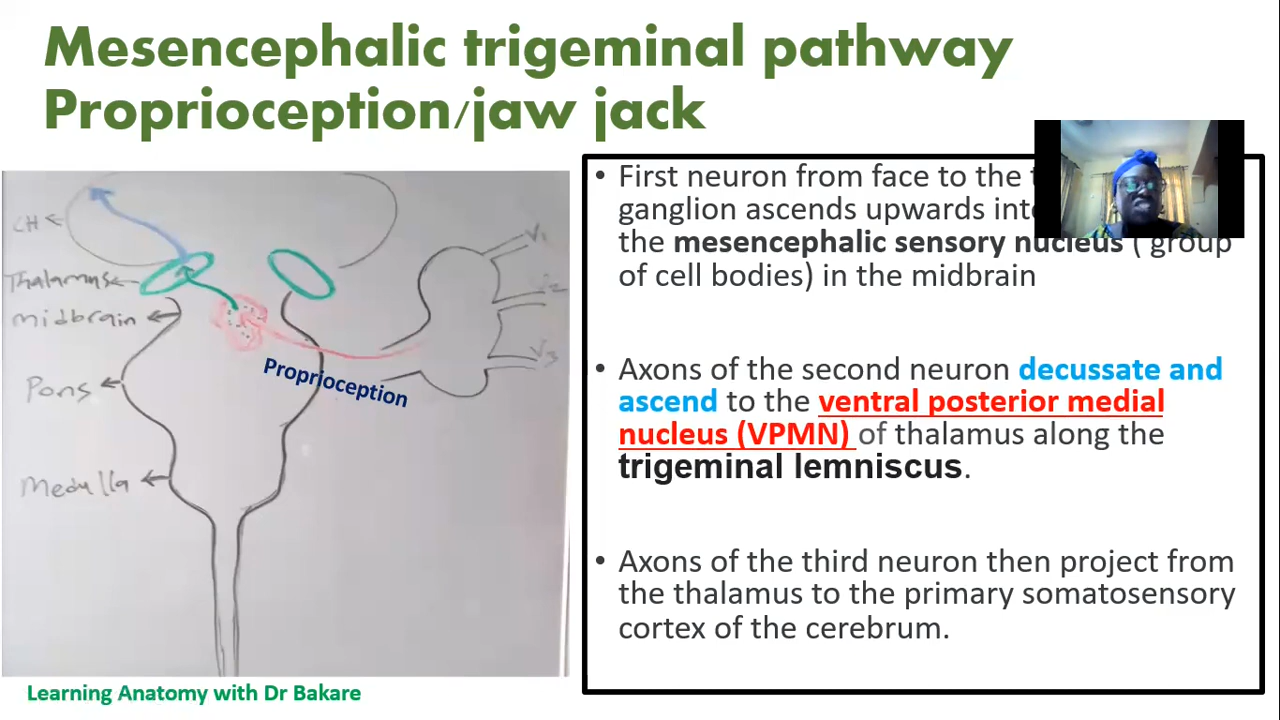 Mesencephalic trigeminal pathway
Proprioception/jaw jack
CH
Thalamus
midbrain
Pons
Medulla
V1
V2
V3
Proprioception
• First neuron from face to the
ganglion ascends upwards
the mesencephalic sensory nucleus ( group
of cell bodies) in the midbrain
• Axons of the second neuron decussate and
ascend to the ventral posterior medial
nucleus (VPMN) of thalamus along the
trigeminal lemniscus.
• Axons of the third neuron then project from
the thalamus to the primary somatosensory
cortex of the cerebrum.
Learning Anatomy with Dr Bakare